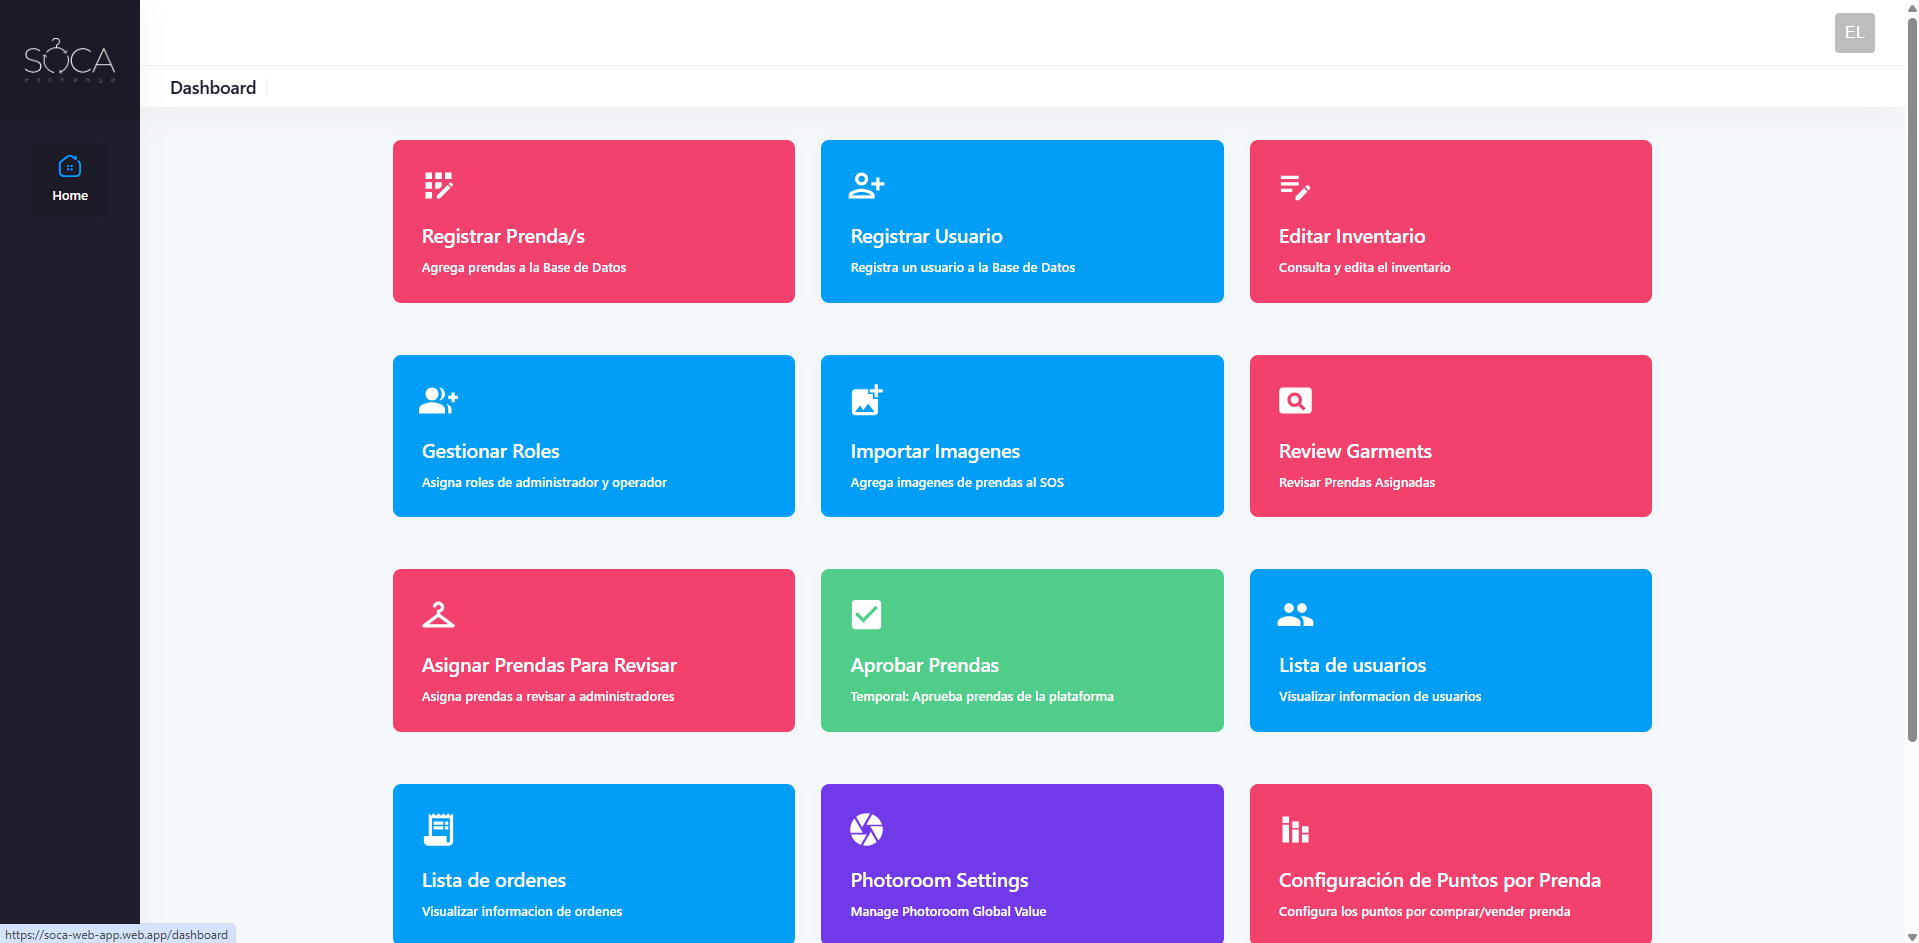 SOCA
exchange
EL
Dashboard
Home
Registrar Prenda/s
Agrega prendas a la Base de Datos
Registrar Usuario
Registra un usuario a la Base de Datos
Editar Inventario
Consulta y edita el inventario
Gestionar Roles
Asigna roles de administrador y operador
Importar Imagenes
Agrega imagenes de prendas al SOS
Review Garments
Revisar Prendas Asignadas
Asignar Prendas Para Revisar
Asigna prendas a revisar a administradores
Aprobar Prendas
Temporal: Aprueba prendas de la plataforma
Lista de usuarios
Visualizar informacion de usuarios
Lista de ordenes
Visualizar informacion de ordenes
Photoroom Settings
Manage Photoroom Global Value
Configuración de Puntos por Prenda
Configura los puntos por comprar/vender prenda
https://soca-web-app.web.app/dashboard